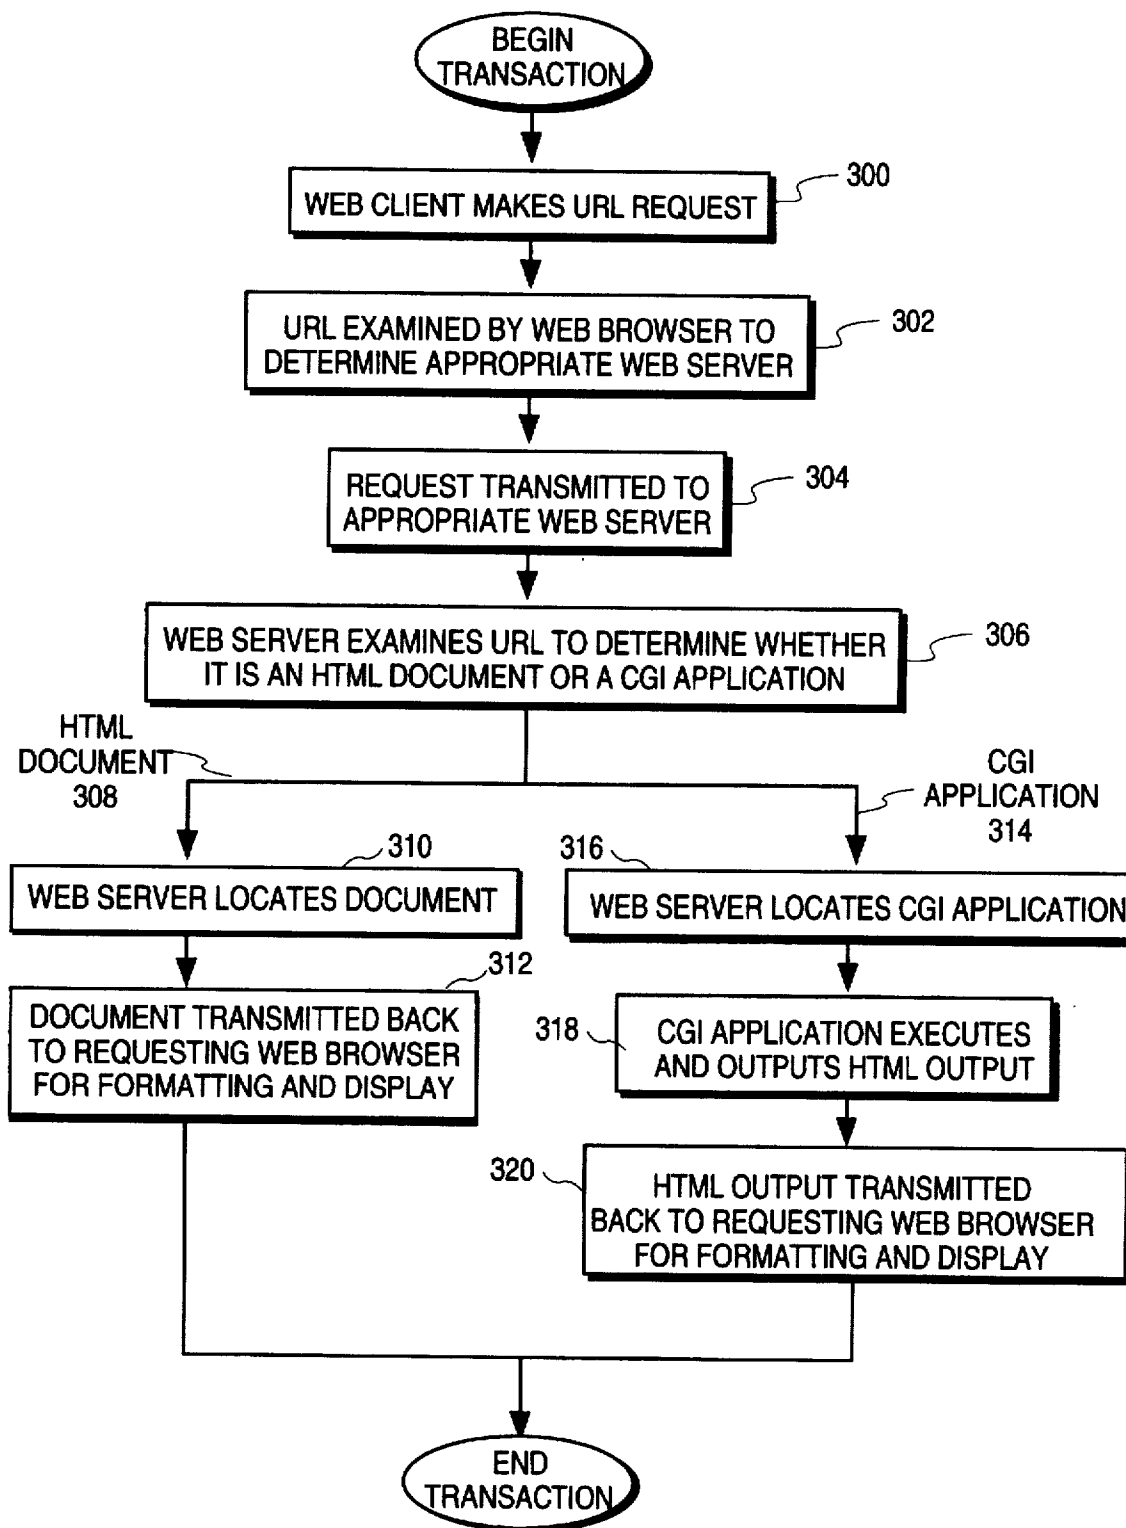 BEGIN
TRANSACTION
300
WEB CLIENT MAKES URL REQUEST
302
URL EXAMINED BY WEB BROWSER TO
DETERMINE APPROPRIATE WEB SERVER
304
REQUEST TRANSMITTED TO
APPROPRIATE WEB SERVER
306
WEB SERVER EXAMINES URL TO DETERMINE WHETHER
IT IS AN HTML DOCUMENT OR A CGI APPLICATION
HTML
DOCUMENT
308
CGI
APPLICATION
314
310
WEB SERVER LOCATES DOCUMENT
316
WEB SERVER LOCATES CGI APPLICATION
312
DOCUMENT TRANSMITTED BACK
TO REQUESTING WEB BROWSER
FOR FORMATTING AND DISPLAY
318
CGI APPLICATION EXECUTES
AND OUTPUTS HTML OUTPUT
320
HTML OUTPUT TRANSMITTED
BACK TO REQUESTING WEB BROWSER
FOR FORMATTING AND DISPLAY
END
TRANSACTION